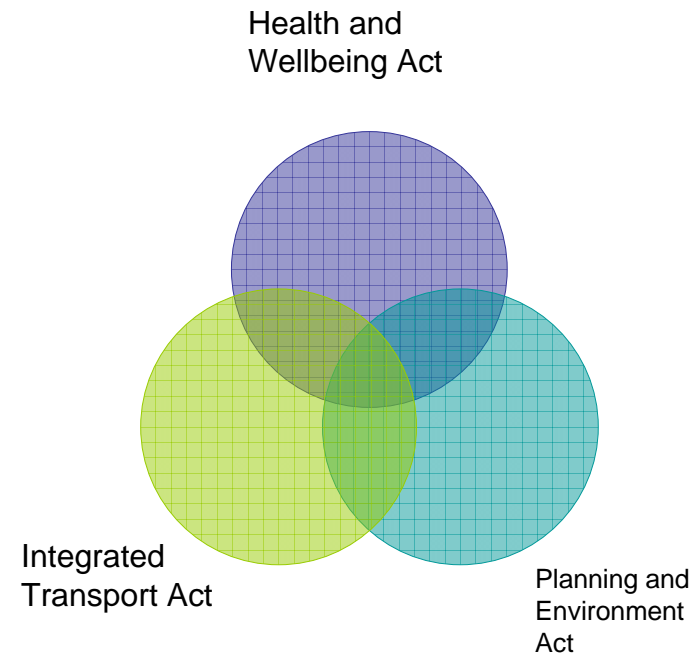 Health and
Wellbeing Act
Integrated
Transport Act
Planning and
Environment
Act